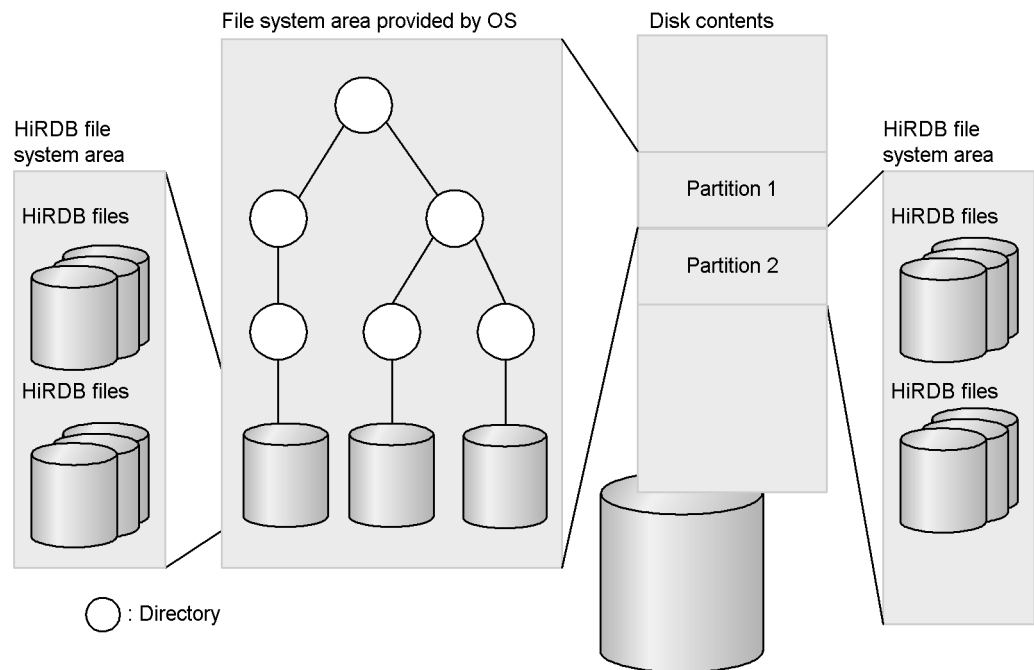 File system area provided by OS
Disk contents
HiRDB file
system area
HiRDB files
HiRDB files
Partition 1
Partition 2
HiRDB file
system area
HiRDB files
HiRDB files
: Directory